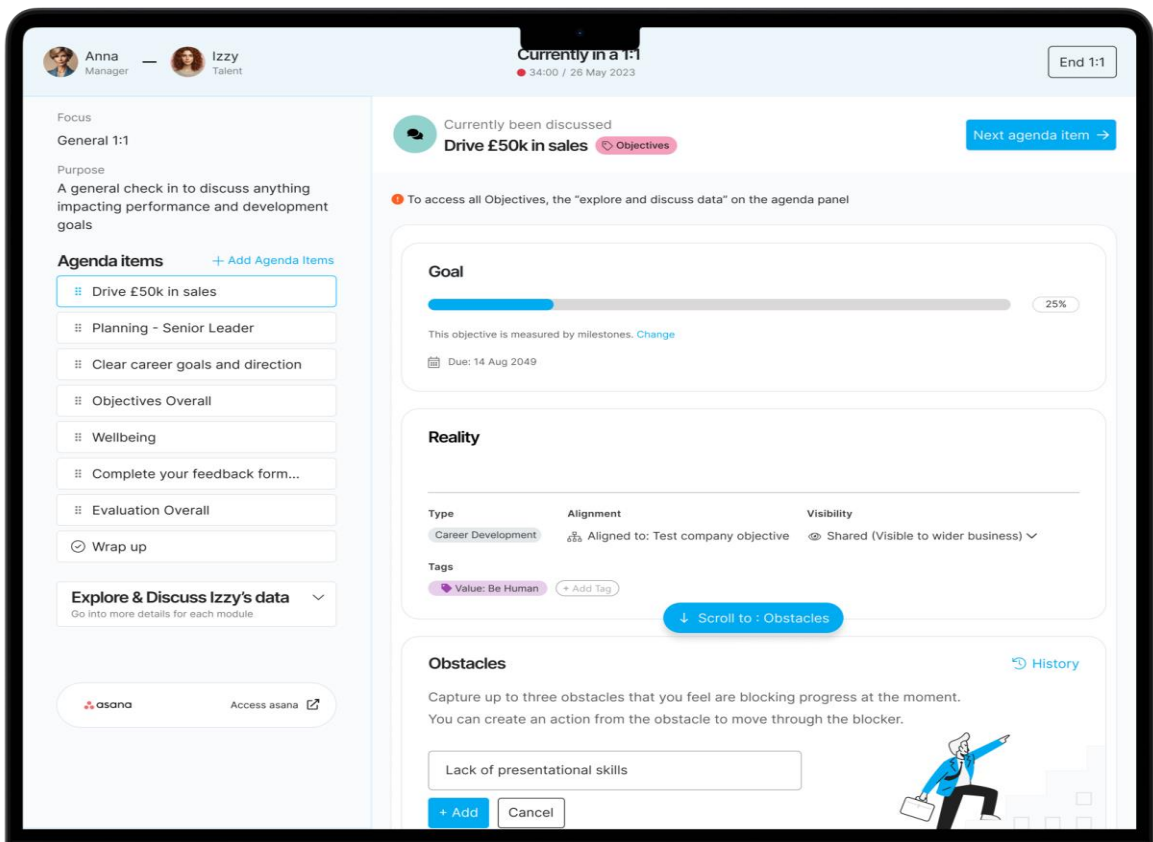 Anna
Manager
Izzy
Talent
Currently in a 1:1
34:00 / 26 May 2023
End 1:1
Focus
General 1:1
Purpose
A general check in to discuss anything
impacting performance and development
goals
Agenda items
+ Add Agenda Items
Drive £50k in sales
Planning - Senior Leader
Clear career goals and direction
Objectives Overall
Wellbeing
Complete your feedback form...
Evaluation Overall
Wrap up
Explore & Discuss Izzy's data
Go into more details for each module
asana
Access asana
Currently been discussed
Drive £50k in sales
Objectives
Next agenda item →
To access all Objectives, the "explore and discuss data" on the agenda panel
Goal
25%
This objective is measured by milestones. Change
Due: 14 Aug 2049
Reality
Type
Alignment
Visibility
Career Development
Aligned to: Test company objective
Shared (Visible to wider business)
Tags
Value: Be Human
+ Add Tag
↓ Scroll to : Obstacles
Obstacles
History
Capture up to three obstacles that you feel are blocking progress at the moment.
You can create an action from the obstacle to move through the blocker.
Lack of presentational skills
+ Add
Cancel